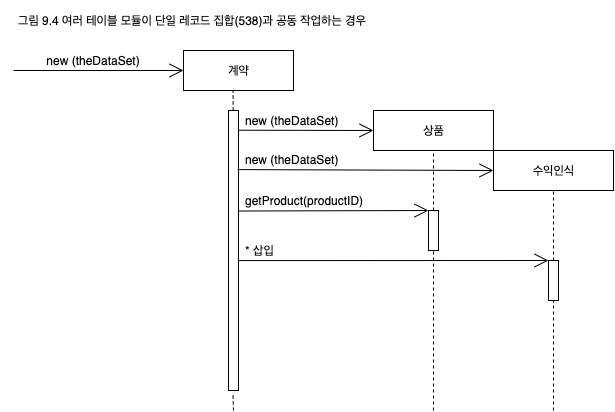 그림 9.4 여러 테이블 모듈이 단일 레코드 집합(538)과 공동 작업하는 경우
new (theDataSet)
계약
new (theDataSet)
상품
new (theDataSet)
수익인식
getProduct(productID)
* 삽입